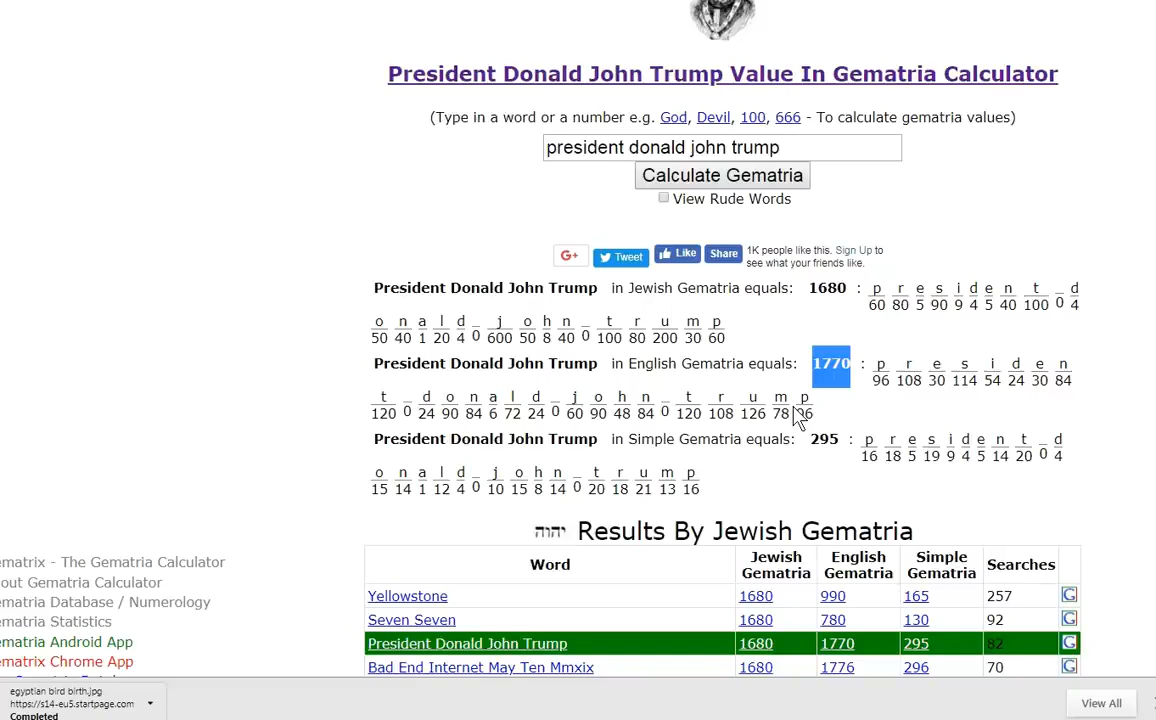 President Donald John Trump Value In Gematria Calculator
(Type in a word or a number e.g. God, Devil, 100, 666 - To calculate gematria values)
president donald john trump
Calculate Gematria
View Rude Words
G+ Tweet Like Share 1K people like this. Sign Up to
see what your friends like.
President Donald John Trump in Jewish Gematria equals: 1680 : p r e s i d e n t _ d
60 80 5 90 9 4 5 40 100 0 4
o n a l d _ j o h n _ t r u m p
50 40 1 20 4 0 600 50 8 40 0 100 80 200 30 60
President Donald John Trump in English Gematria equals: 1770 : p r e s i d e n
96 108 30 114 54 24 30 84
t _ d o n a l d _ j o h n _ t r u m p
120 0 24 90 84 6 72 24 0 60 90 48 84 0 120 108 126 78 96
President Donald John Trump in Simple Gematria equals: 295 : p r e s i d e n t _ d
16 18 5 19 9 4 5 14 20 0 4
o n a l d _ j o h n _ t r u m p
15 14 1 12 4 0 10 15 8 14 0 20 18 21 13 16
יהוה Results By Jewish Gematria
Word Jewish Gematria English Gematria Simple Gematria Searches
Yellowstone 1680 990 165 257 G
Seven Seven 1680 780 130 92 G
President Donald John Trump 1680 1770 295 82 G
Bad End Internet May Ten Mmxix 1680 1776 296 70 G
ematrix - The Gematria Calculator
out Gematria Calculator
ematria Database / Numerology
ematria Statistics
ematria Android App
ematrix Chrome App
egyptian bird birth.jpg
https://s14-eu5.startpage.com
Completed
View All